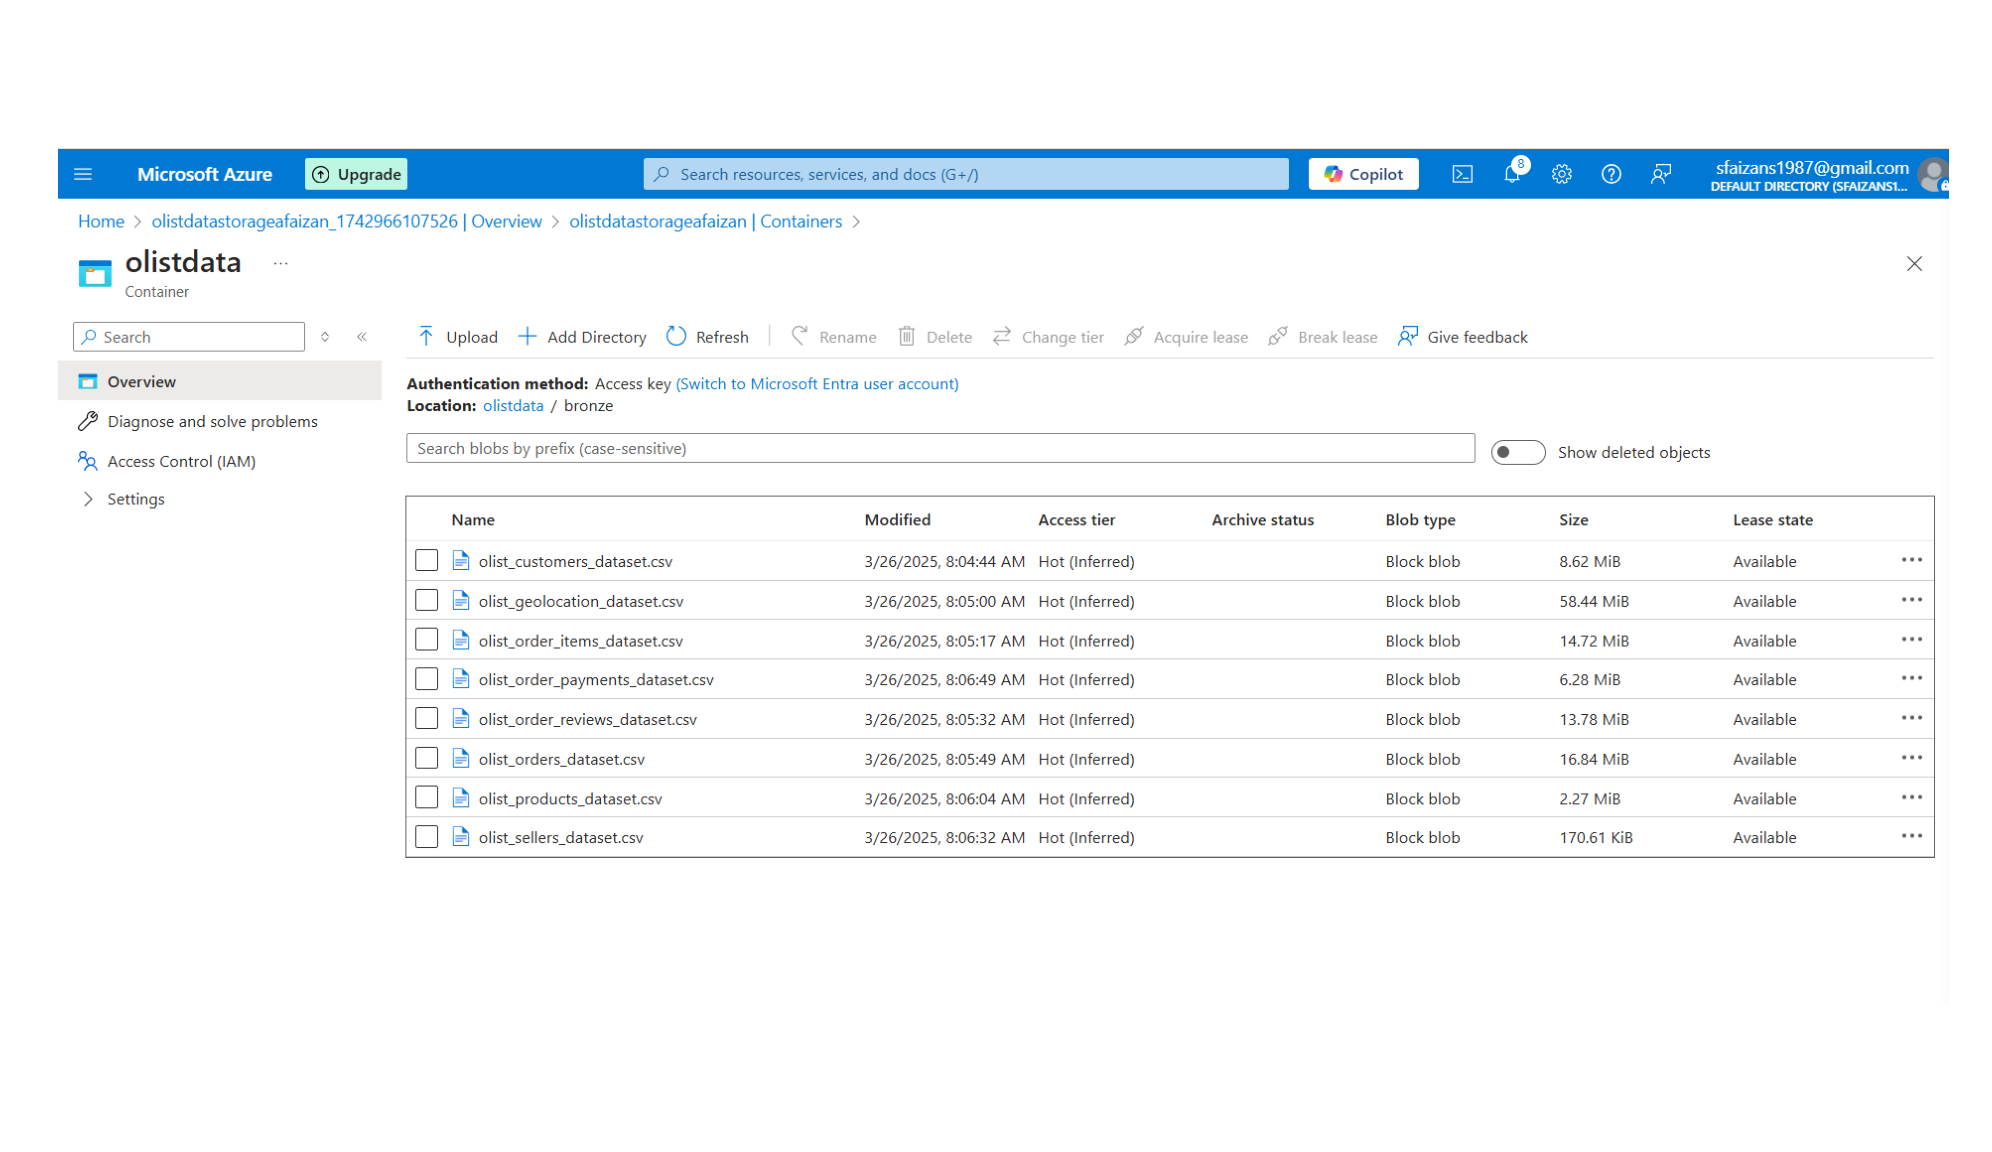 Microsoft Azure
Upgrade
Search resources, services, and docs (G+/)
Copilot
8
sfaizans1987@gmail.com
DEFAULT DIRECTORY (SFAIZANS1...
Home > olistdatastorageafaizan_1742966107526 | Overview > olistdatastorageafaizan | Containers >
olistdata ...
Container
Search
Overview
Diagnose and solve problems
Access Control (IAM)
Settings
Upload Add Directory Refresh Rename Delete Change tier Acquire lease Break lease Give feedback
Authentication method: Access key (Switch to Microsoft Entra user account)
Location: olistdata / bronze
Search blobs by prefix (case-sensitive)
Show deleted objects
Name Modified Access tier Archive status Blob type Size Lease state
olist_customers_dataset.csv 3/26/2025, 8:04:44 AM Hot (Inferred) Block blob 8.62 MiB Available
olist_geolocation_dataset.csv 3/26/2025, 8:05:00 AM Hot (Inferred) Block blob 58.44 MiB Available
olist_order_items_dataset.csv 3/26/2025, 8:05:17 AM Hot (Inferred) Block blob 14.72 MiB Available
olist_order_payments_dataset.csv 3/26/2025, 8:06:49 AM Hot (Inferred) Block blob 6.28 MiB Available
olist_order_reviews_dataset.csv 3/26/2025, 8:05:32 AM Hot (Inferred) Block blob 13.78 MiB Available
olist_orders_dataset.csv 3/26/2025, 8:05:49 AM Hot (Inferred) Block blob 16.84 MiB Available
olist_products_dataset.csv 3/26/2025, 8:06:04 AM Hot (Inferred) Block blob 2.27 MiB Available
olist_sellers_dataset.csv 3/26/2025, 8:06:32 AM Hot (Inferred) Block blob 170.61 KiB Available